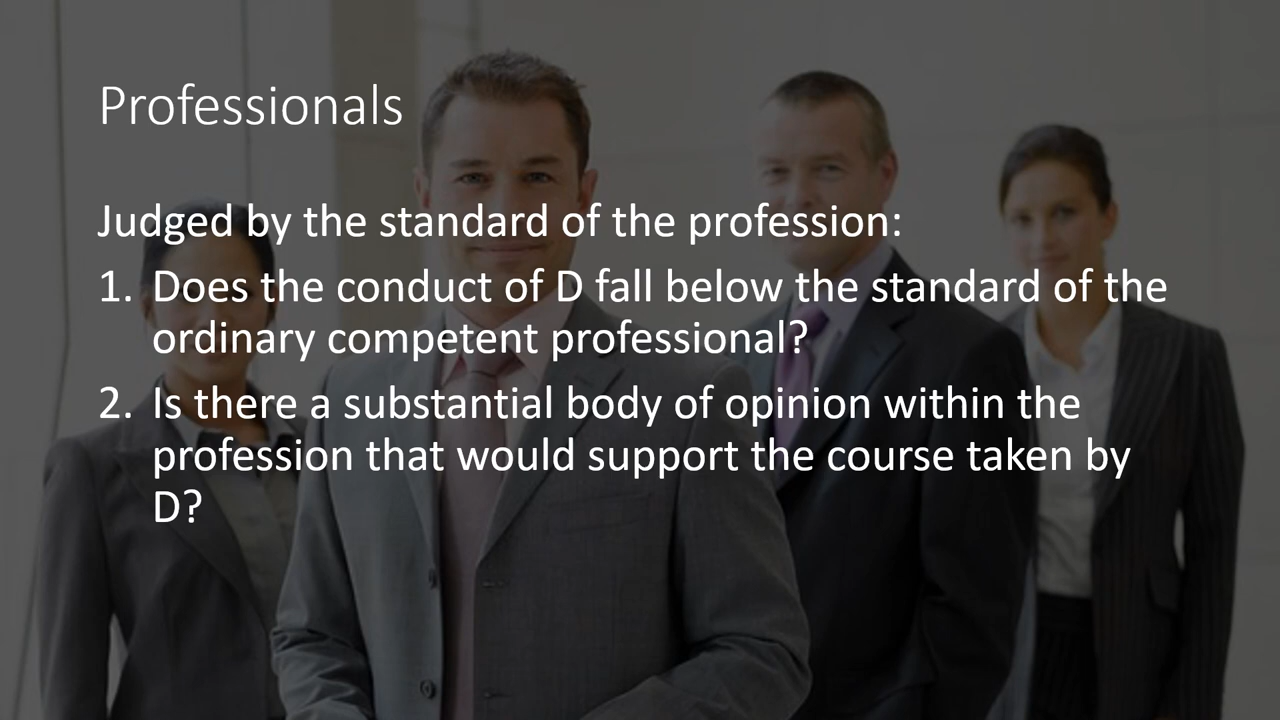 Professionals
Judged by the standard of the profession:
1. Does the conduct of D fall below the standard of the
ordinary competent professional?
2. Is there a substantial body of opinion within the
profession that would support the course taken by
D?